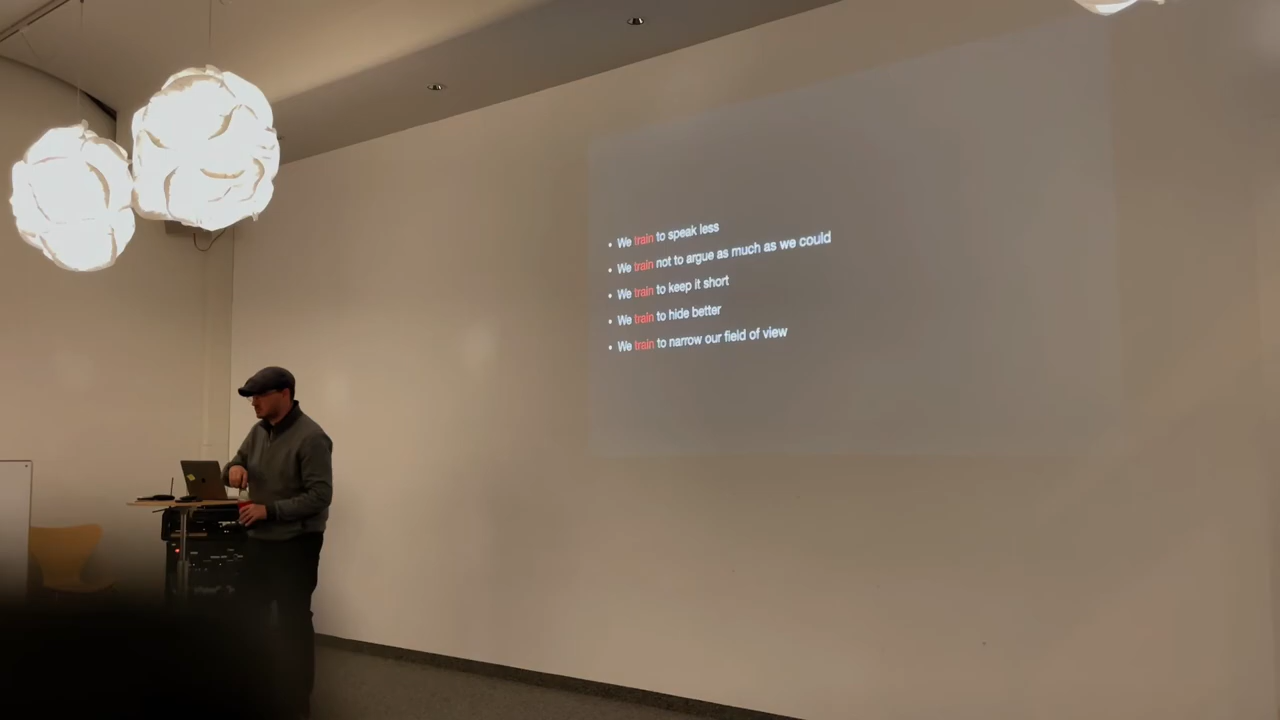 • We train to speak less
• We train not to argue as much as we could
• We train to keep it short
• We train to hide better
• We train to narrow our field of view